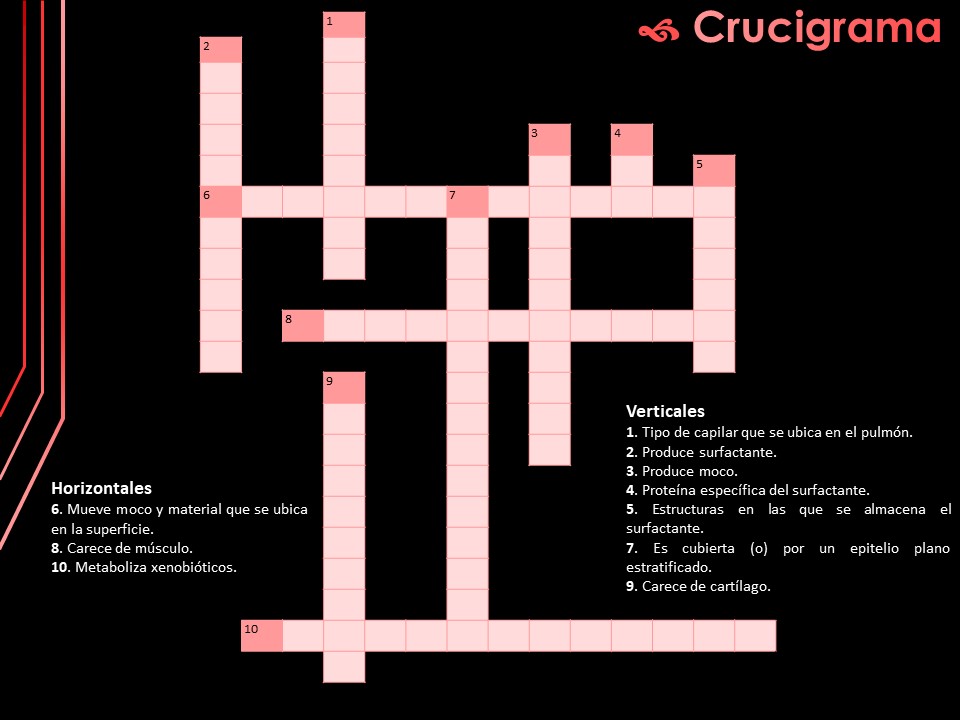 Crucigrama
1
2
3
4
5
6
7
8
9
Verticales
1. Tipo de capilar que se ubica en el pulmón.
2. Produce surfactante.
3. Produce moco.
4. Proteína específica del surfactante.
5. Estructuras en las que se almacena el
surfactante.
7. Es cubierta (o) por un epitelio plano
estratificado.
9. Carece de cartílago.
Horizontales
6. Mueve moco y material que se ubica
en la superficie.
8. Carece de músculo.
10. Metaboliza xenobióticos.
10